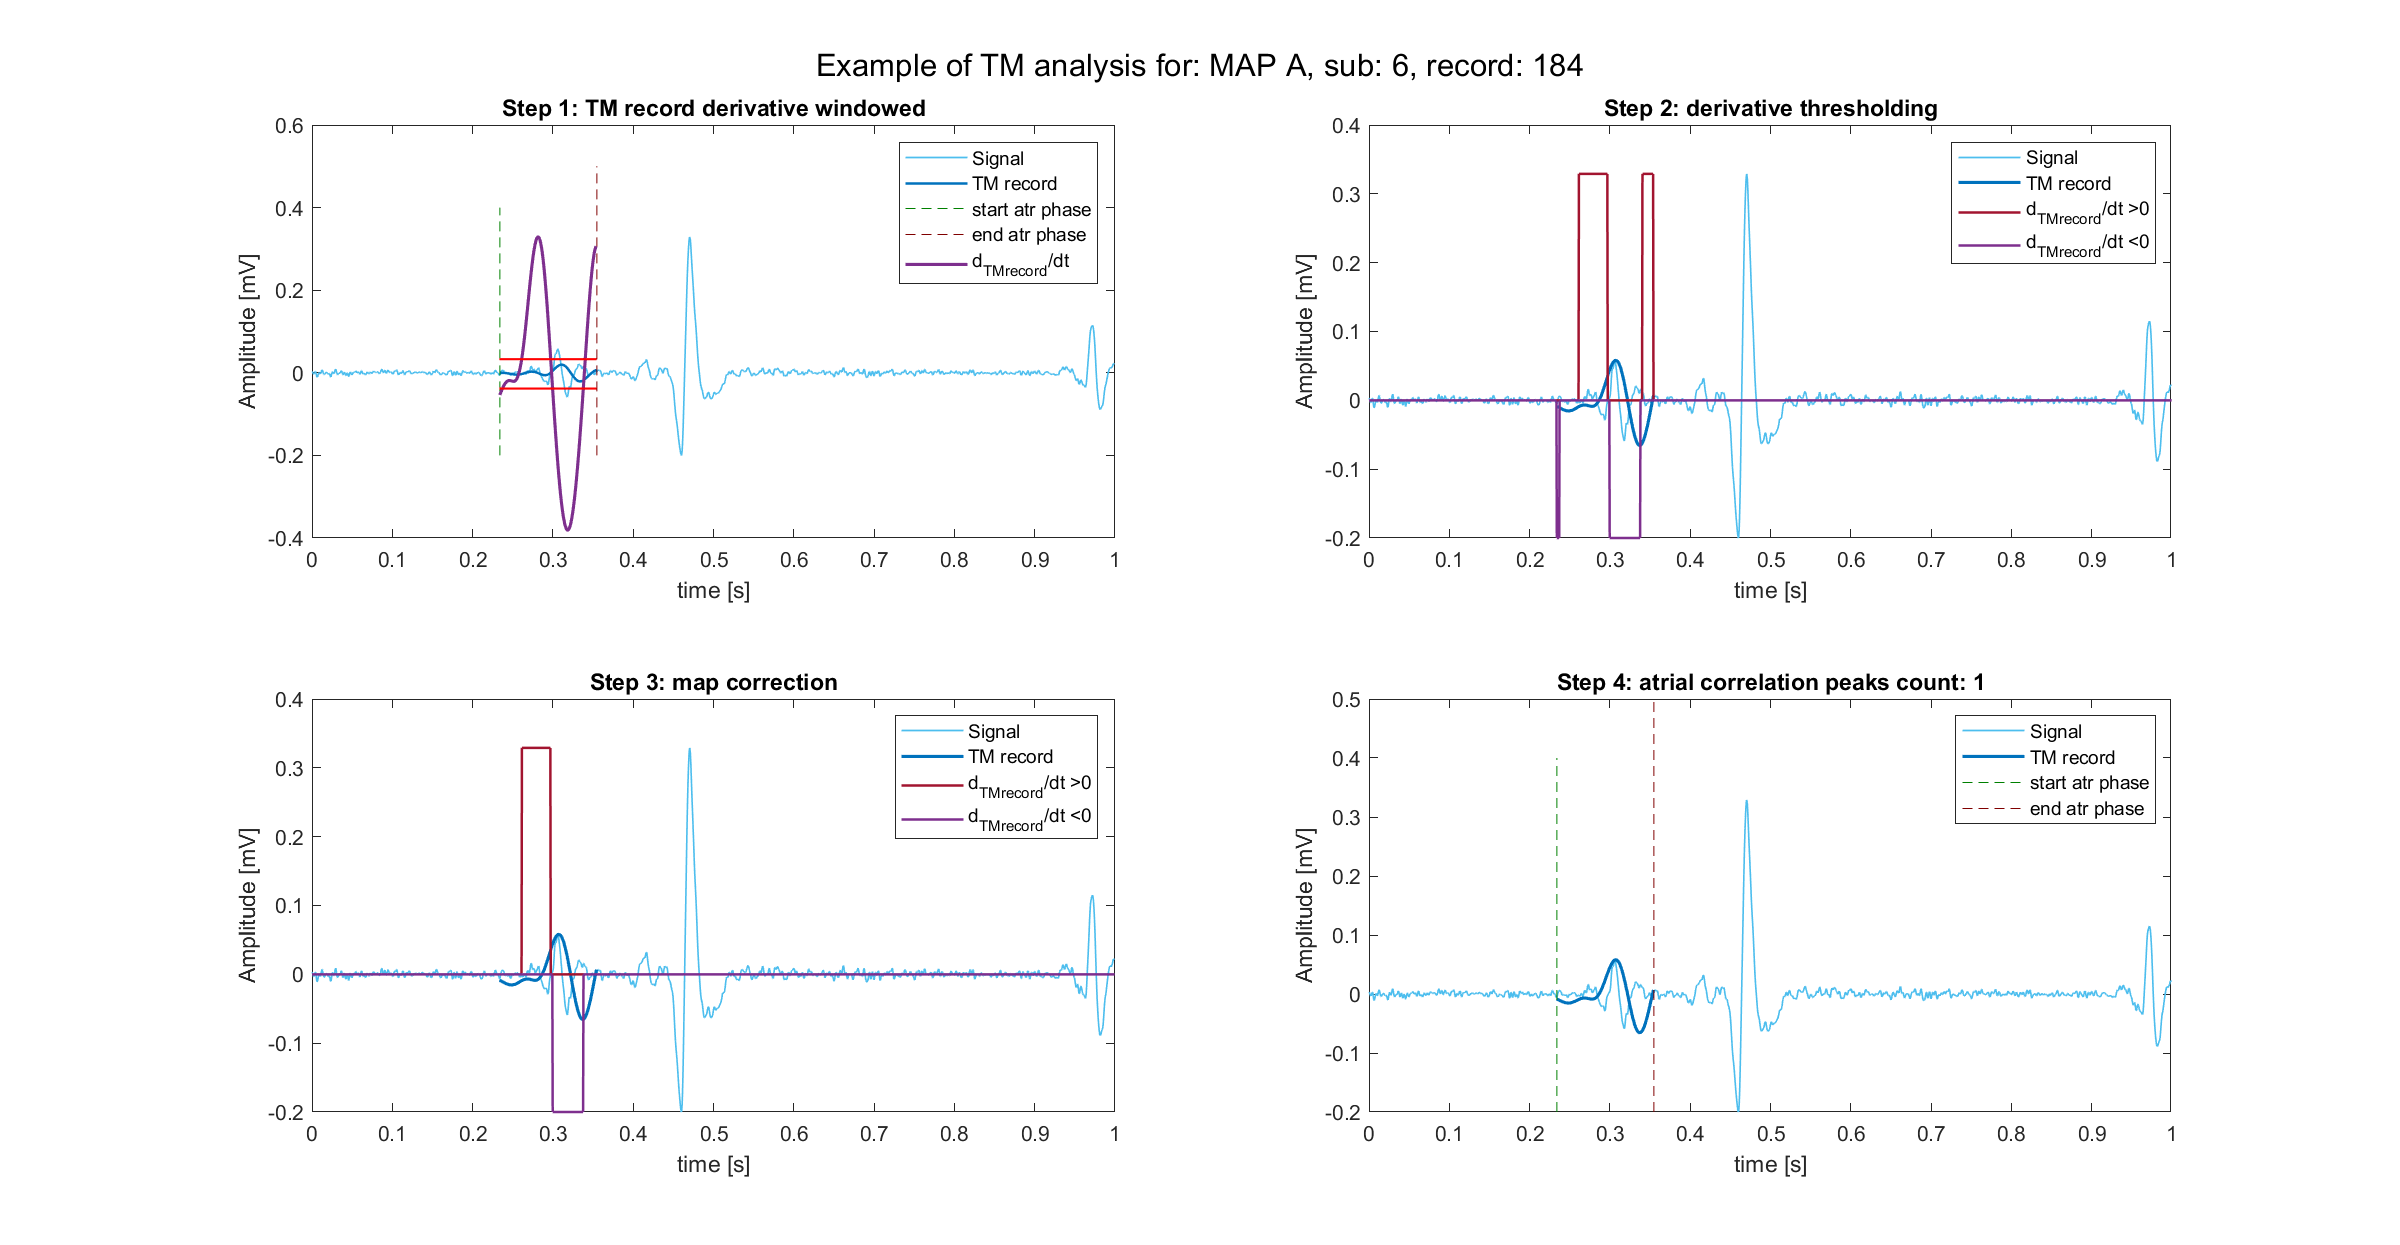 Example of TM analysis for: MAP A, sub: 6, record: 184
Step 1: TM record derivative windowed
0.6
0.4
0.2
0
-0.2
-0.4
Amplitude [mV]
0 0.1 0.2 0.3 0.4 0.5 0.6 0.7 0.8 0.9 1
time [s]
Signal
TM record
start atr phase
end atr phase
dTMrecord/dt
Step 2: derivative thresholding
0.4
0.3
0.2
0.1
0
-0.1
-0.2
Amplitude [mV]
0 0.1 0.2 0.3 0.4 0.5 0.6 0.7 0.8 0.9 1
time [s]
Signal
TM record
dTMrecord/dt >0
dTMrecord/dt <0
Step 3: map correction
0.4
0.3
0.2
0.1
0
-0.1
-0.2
Amplitude [mV]
0 0.1 0.2 0.3 0.4 0.5 0.6 0.7 0.8 0.9 1
time [s]
Signal
TM record
dTMrecord/dt >0
dTMrecord/dt <0
Step 4: atrial correlation peaks count: 1
0.5
0.4
0.3
0.2
0.1
0
-0.1
-0.2
Amplitude [mV]
0 0.1 0.2 0.3 0.4 0.5 0.6 0.7 0.8 0.9 1
time [s]
Signal
TM record
start atr phase
end atr phase